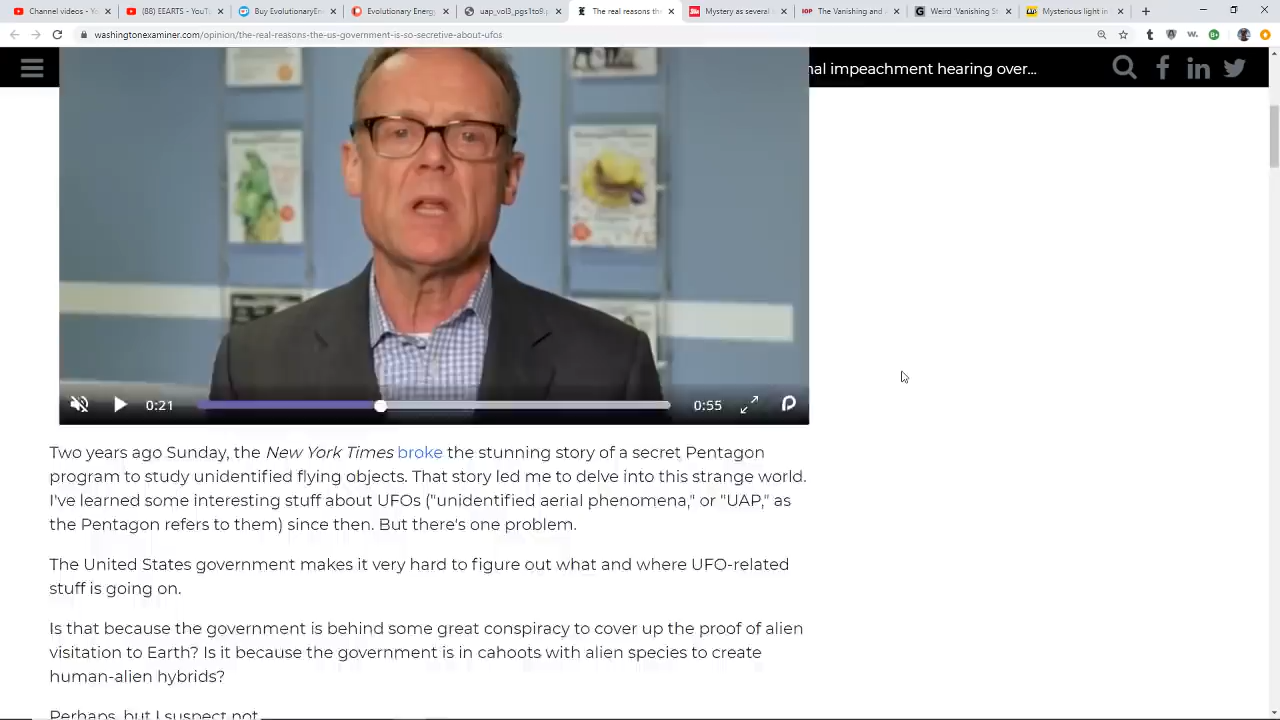 Channel videos - Y
(88) EEARTS - YouT
Buy EvolutionaryEn
Evolutionary Energ
uap_vol3_pgs1to9.p
The real reasons the
Mystery as several
The Vanishing and
Weird 'Vanishing St
Mysterious light in
washingtonexaminer.com/opinion/the-real-reasons-the-us-government-is-so-secretive-about-ufos
nal impeachment hearing over...
0:21
0:55
Two years ago Sunday, the New York Times broke the stunning story of a secret Pentagon
program to study unidentified flying objects. That story led me to delve into this strange world.
I've learned some interesting stuff about UFOs ("unidentified aerial phenomena," or "UAP," as
the Pentagon refers to them) since then. But there's one problem.
The United States government makes it very hard to figure out what and where UFO-related
stuff is going on.
Is that because the government is behind some great conspiracy to cover up the proof of alien
visitation to Earth? Is it because the government is in cahoots with alien species to create
human-alien hybrids?
Perhaps, but I suspect not.